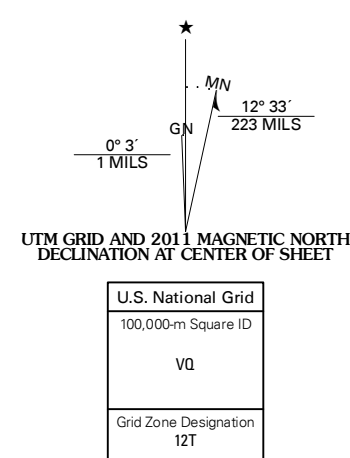 MN
12° 33´
223 MILS
GN
0° 3´
1 MILS
UTM GRID AND 2011 MAGNETIC NORTH
DECLINATION AT CENTER OF SHEET
U.S. National Grid
100,000-m Square ID
VQ
Grid Zone Designation
12T